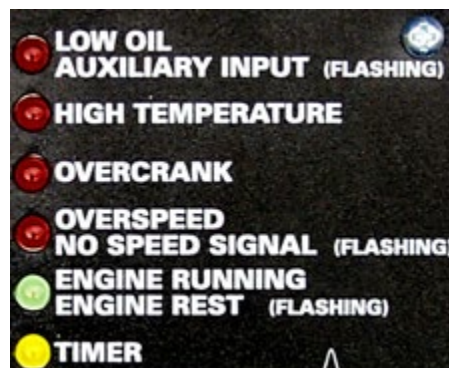 LOW OIL
AUXILIARY INPUT (FLASHING)
HIGH TEMPERATURE
OVERCRANK
OVERSPEED
NO SPEED SIGNAL (FLASHING)
ENGINE RUNNING
ENGINE REST (FLASHING)
TIMER